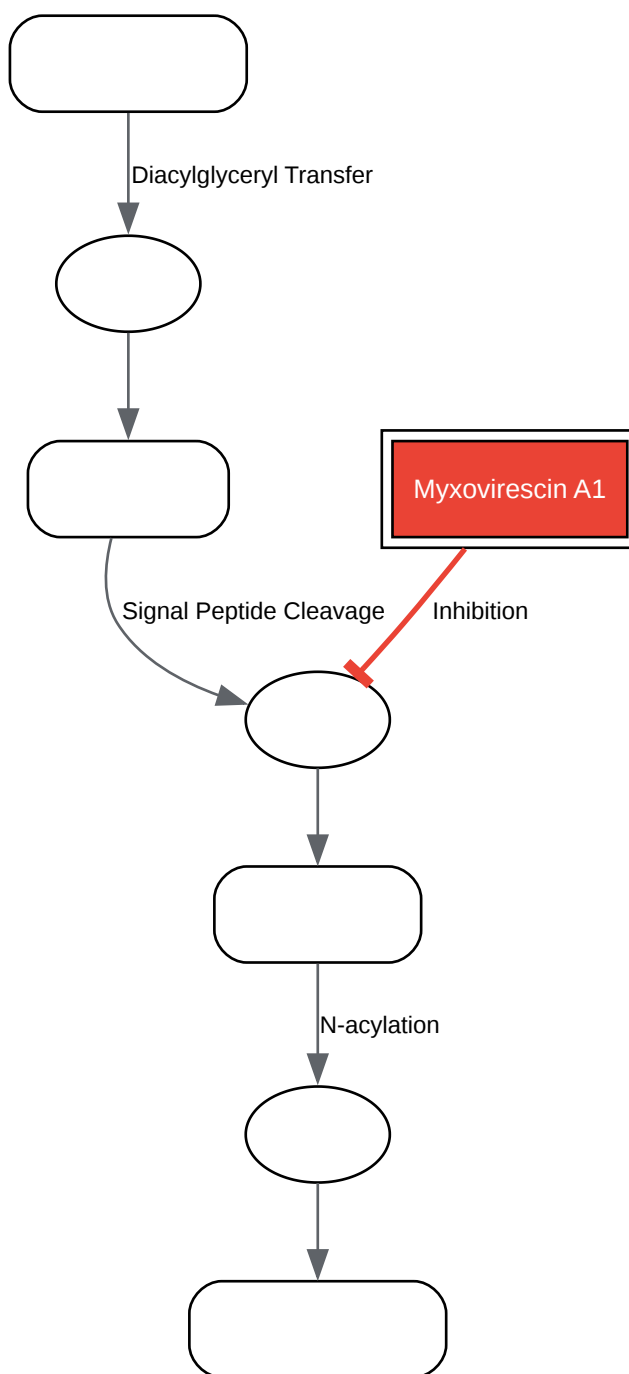 Diacylglyceryl Transfer
Myxovirescin A1
Signal Peptide Cleavage
Inhibition
N-acylation